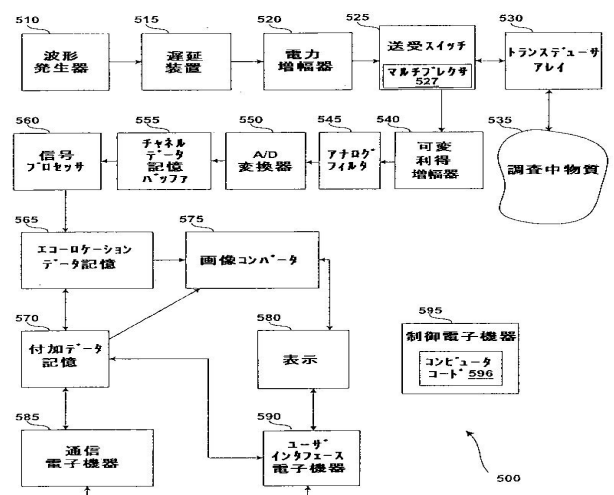 510
波形
発生器
515
遅延
装置
520
電力
増幅器
525
送受スイッチ
マルチプレクサ
527
530
トランスデューサ
アレイ
560
信号
プロセッサ
555
チャネル
データ
記憶
バッファ
550
A/D
変換器
545
アナログ
フィルタ
540
可変
利得
増幅器
535
調査中物質
565
エコーロケーション
データ記憶
575
画像コンバータ
570
付加データ
記憶
580
表示
595
制御電子機器
コンピュータ
コード 596
585
通信
電子機器
590
ユーザ
インタフェース
電子機器
500